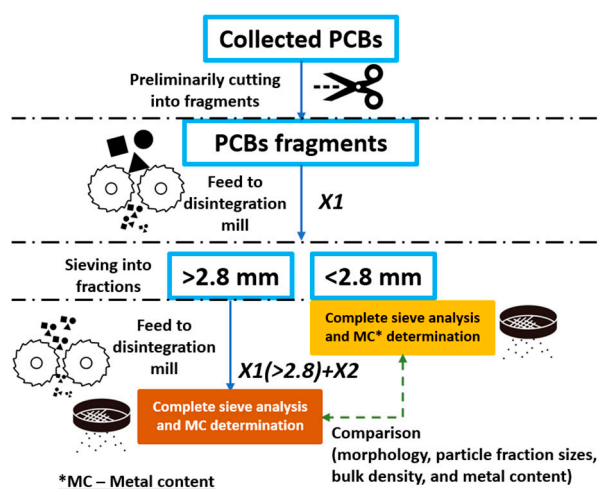 Collected PCBs
Preliminarily cutting
into fragments
PCBs fragments
Feed to
disintegration
mill
X1
Sieving into
fractions
>2.8 mm
<2.8 mm
Complete sieve analysis
and MC* determination
Feed to
disintegration
mill
X1(>2.8)+X2
Complete sieve analysis
and MC determination
Comparison
(morphology, particle fraction sizes,
bulk density, and metal content)
*MC – Metal content